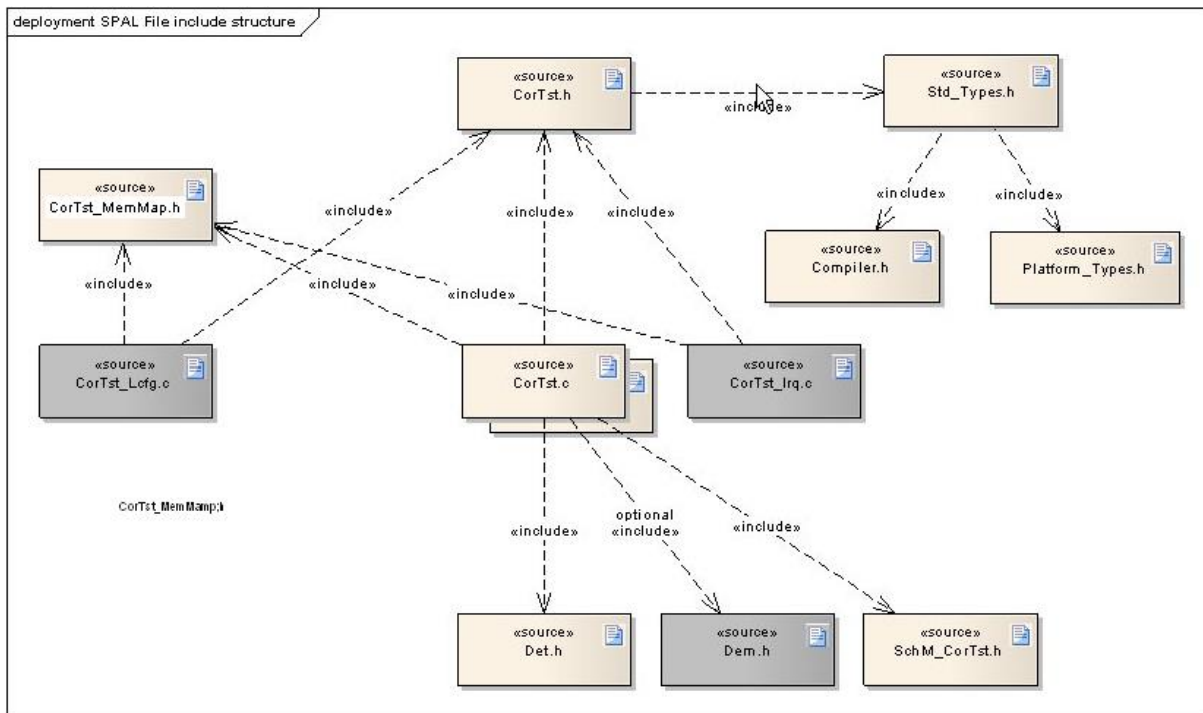 deployment SPAL File include structure
«source»
CorTst.h
«include»
«source»
Std_Types.h
«source»
CorTst_MemMap.h
«include»
«include»
«include»
«include»
«include»
«source»
Compiler.h
«source»
Platform_Types.h
«include»
«include»
«include»
«source»
CorTst_Lcfg.c
«source»
CorTst.c
«source»
CorTst_Irq.c
CorTst_MemMamp;h
«include»
optional
«include»
«include»
«source»
Det.h
«source»
Dem.h
«source»
SchM_CorTst.h